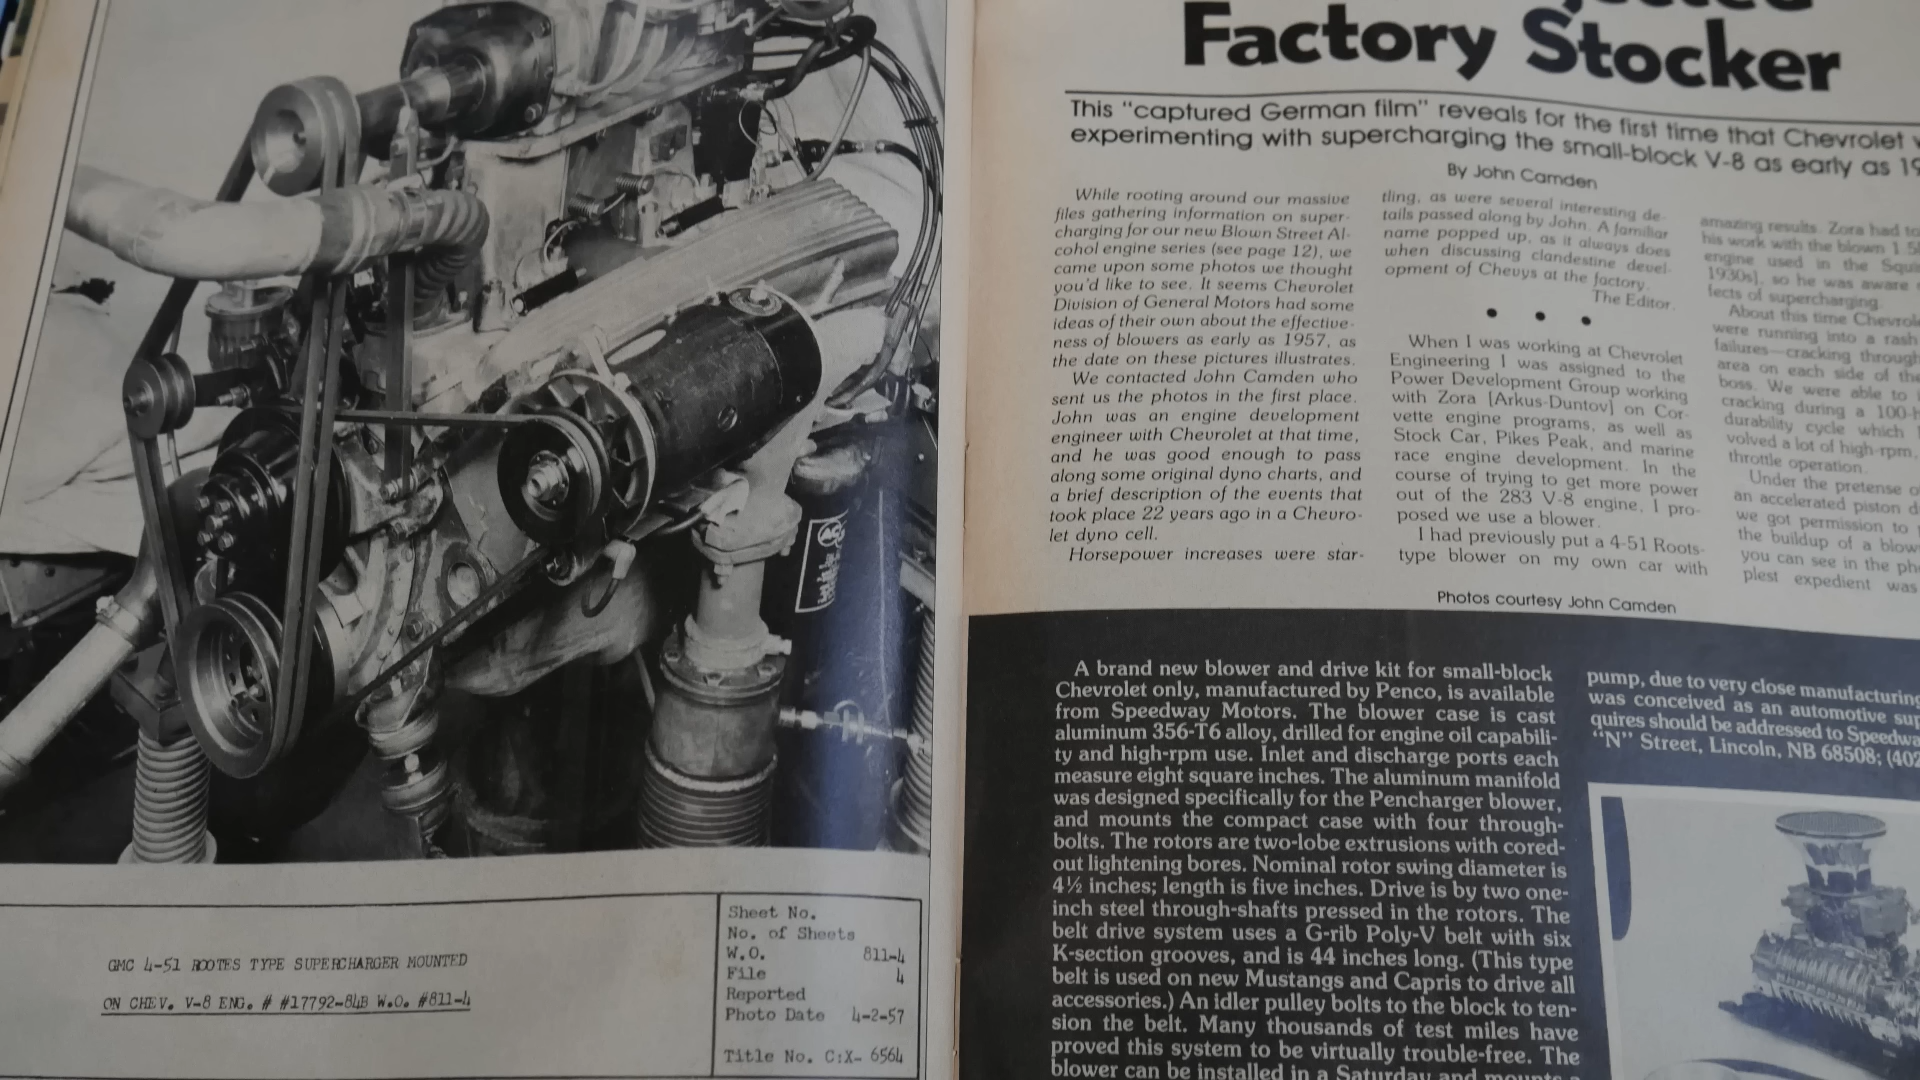 GMC 4-51 ROOTES TYPE SUPERCHARGER MOUNTED
ON CHEV. V-8 ENG. # #17792-84B W.O. #811-4
Sheet No.
No. of Sheets
W.O. 811-4
File 4
Reported
Photo Date 4-2-57
Title No. C:X- 6564
AC
Factory Stocker
This "captured German film" reveals for the first time that Chevrolet
experimenting with supercharging the small-block V-8 as early as 19
By John Camden
While rooting around our massive
files gathering information on super-
charging for our new Blown Street Al-
cohol engine series (see page 12), we
came upon some photos we thought
you'd like to see. It seems Chevrolet
Division of General Motors had some
ideas of their own about the effective-
ness of blowers as early as 1957, as
the date on these pictures illustrates.
We contacted John Camden who
sent us the photos in the first place.
John was an engine development
engineer with Chevrolet at that time,
and he was good enough to pass
along some original dyno charts, and
a brief description of the events that
took place 22 years ago in a Chevro-
let dyno cell.
Horsepower increases were star-
tling, as were several interesting de-
tails passed along by John. A familiar
name popped up, as it always does
when discussing clandestine devel-
opment of Chevys at the factory.
The Editor.
• • •
When I was working at Chevrolet
Engineering I was assigned to the
Power Development Group working
with Zora [Arkus-Duntov] on Cor-
vette engine programs, as well as
Stock Car, Pikes Peak, and marine
race engine development. In the
course of trying to get more power
out of the 283 V-8 engine, I pro-
posed we use a blower.
I had previously put a 4-51 Roots-
type blower on my own car with
amazing results. Zora had to
his work with the blown 1.5
engine used in the
1930s], so he was aware
fects of supercharging.
About this time Chevrol
were running into a rash
failures—cracking through
area on each side of the
boss. We were able to
cracking during a 100-h
durability cycle which
volved a lot of high-rpm,
throttle operation.
Under the pretense o
an accelerated piston d
we got permission to
the buildup of a blow
you can see in the ph
plest expedient was
Photos courtesy John Camden
A brand new blower and drive kit for small-block
Chevrolet only, manufactured by Penco, is available
from Speedway Motors. The blower case is cast
aluminum 356-T6 alloy, drilled for engine oil capabili-
ty and high-rpm use. Inlet and discharge ports each
measure eight square inches. The aluminum manifold
was designed specifically for the Pencharger blower,
and mounts the compact case with four through-
bolts. The rotors are two-lobe extrusions with cored-
out lightening bores. Nominal rotor swing diameter is
4½ inches; length is five inches. Drive is by two one-
inch steel through-shafts pressed in the rotors. The
belt drive system uses a G-rib Poly-V belt with six
K-section grooves, and is 44 inches long. (This type
belt is used on new Mustangs and Capris to drive all
accessories.) An idler pulley bolts to the block to ten-
sion the belt. Many thousands of test miles have
proved this system to be virtually trouble-free. The
blower can be installed in a Saturday and mounts a
pump, due to very close manufacturing
was conceived as an automotive sup
quires should be addressed to Speedwa
"N" Street, Lincoln, NB 68508; (402